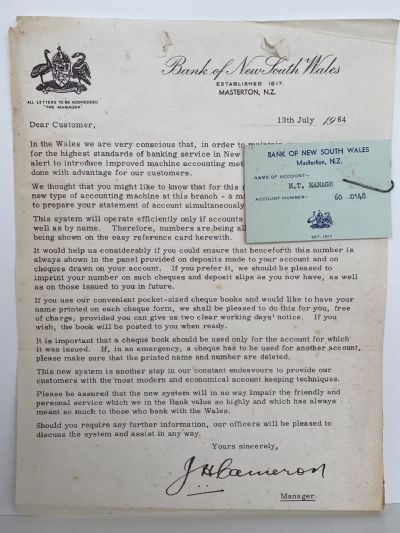 Bank of New South Wales
ESTABLISHED 1817.
MASTERTON, N.Z.
ALL LETTERS TO BE ADDRESSED
"THE MANAGER"
13th July 1964
Dear Customer,
In the Wales we are very conscious that, in order to maintain
for the highest standards of banking service in New
alert to introduce improved machine accounting met
done with advantage for our customers.
We thought that you might like to know that for this
new type of accounting machine at this branch - a m
to prepare your statement of account simultaneously
This system will operate efficiently only if accounts
as well as by name. Therefore, numbers are being all
being shown on the easy reference card herewith.
BANK OF NEW SOUTH WALES
Masterton, N.Z.
NAME OF ACCOUNT-
M.T. MANAGH
ACCOUNT NUMBER- 60 -0148
EST. 1817
It would help us considerably if you could ensure that henceforth this number is
always shown in the panel provided on deposits made to your account and on
cheques drawn on your account. If you prefer it, we should be pleased to
imprint your number on cheques and deposit slips as you now have, as well
as on those issued to you in future.
If you use our convenient pocket-sized cheque books and would like to have your
name printed on each cheque form, we shall be pleased to do this for you, free
of charge, provided you can give us two clear working days' notice. If you
wish, the book will be posted to you when ready.
It is important that a cheque book should be used only for the account for which
it was issued. If, in an emergency, a cheque has to be used for another account,
please make sure that the printed name and number are deleted.
This new system is another step in our constant endeavours to provide our
customers with the most modern and economical account keeping techniques.
Please be assured that the new system will in no way impair the friendly and
personal service which we in the Bank value so highly and which has always
meant so much to those who bank with the Wales.
Should you require any further information, our officers will be pleased to
discuss the system and assist in any way.
Yours sincerely,
J H Cameron
Manager.